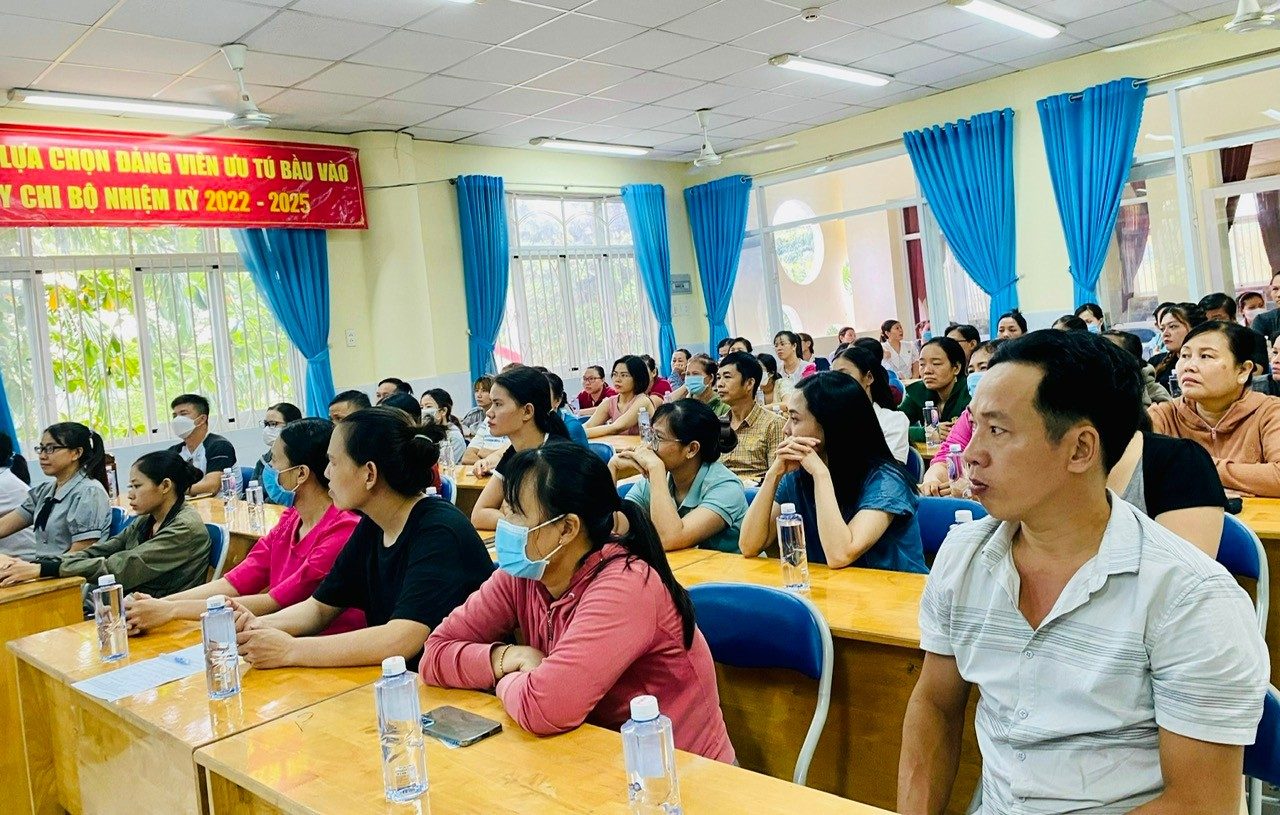 LỰA CHỌN ĐẢNG VIÊN ƯU TÚ BẦU VÀO
Y CHI BỘ NHIỆM KỲ 2022 - 2025